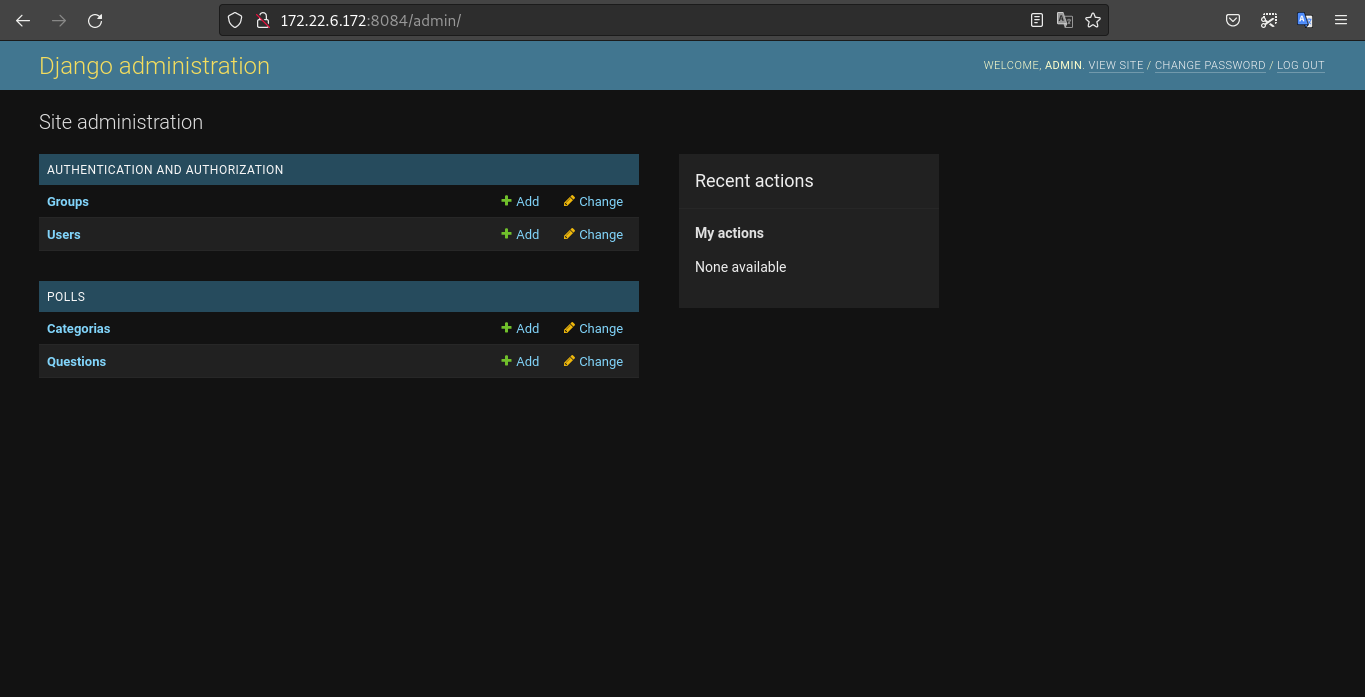 172.22.6.172:8084/admin/
Django administration
WELCOME, ADMIN. VIEW SITE / CHANGE PASSWORD / LOG OUT
Site administration
AUTHENTICATION AND AUTHORIZATION
Groups Add Change
Users Add Change
POLLS
Categorias Add Change
Questions Add Change
Recent actions
My actions
None available